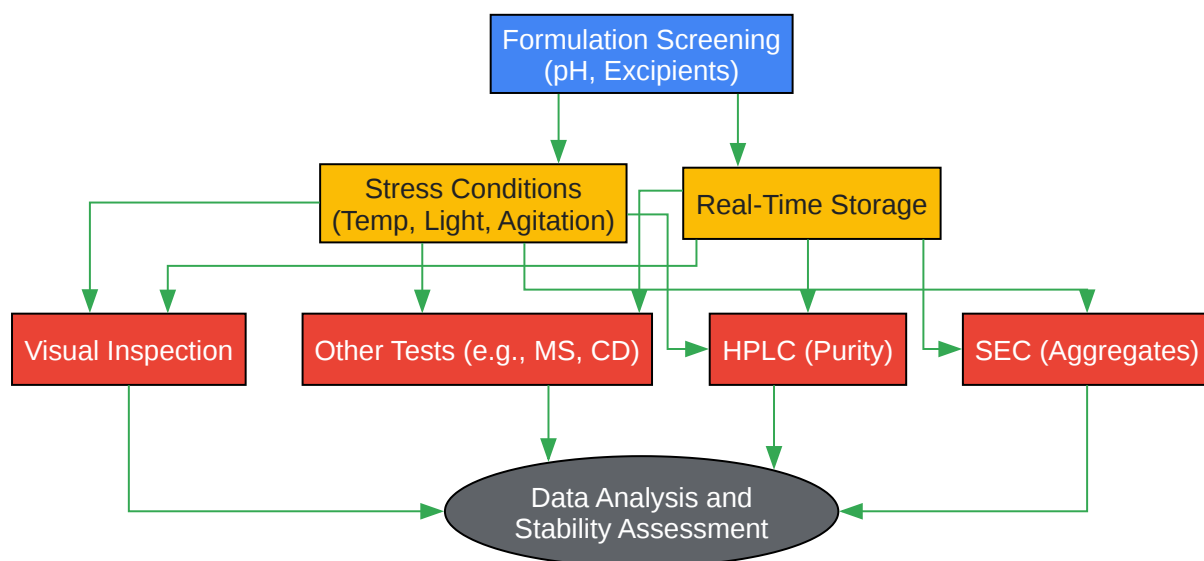 Formulation Screening
(pH, Excipients)
Stress Conditions
(Temp, Light, Agitation)
Real-Time Storage
Visual Inspection
Other Tests (e.g., MS, CD)
HPLC (Purity)
SEC (Aggregates)
Data Analysis and
Stability Assessment